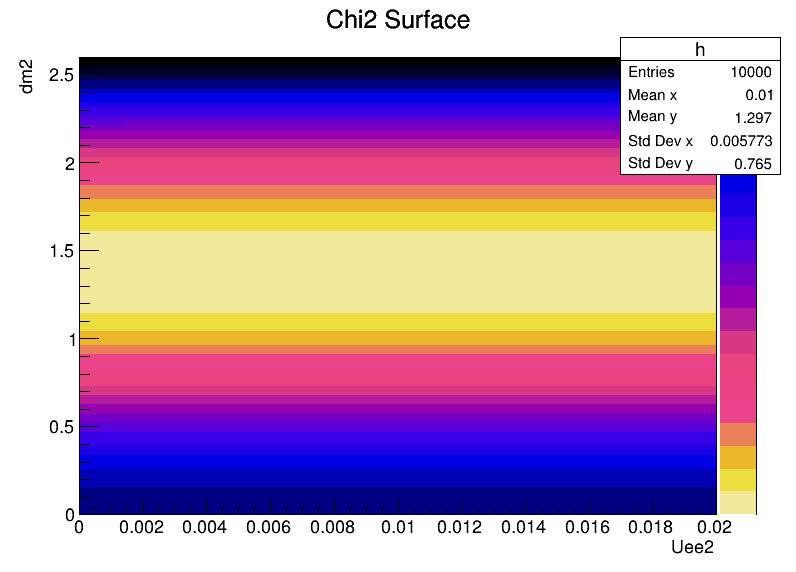 Chi2 Surface
h
Entries 10000
Mean x 0.01
Mean y 1.297
Std Dev x 0.005773
Std Dev y 0.765
dm2
2.5
2
1.5
1
0.5
0
0 0.002 0.004 0.006 0.008 0.01 0.012 0.014 0.016 0.018 0.02
Uee2